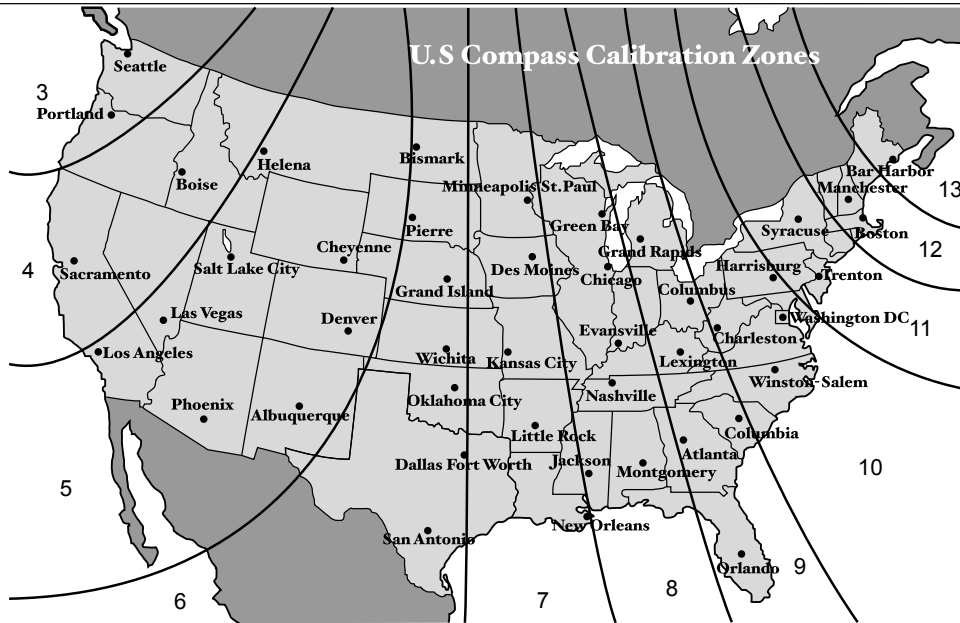 U.S Compass Calibration Zones
Seattle
3
Portland
Helena
Boise
Bismark
Minneapolis St. Paul
Bar Harbor
Manchester
13
Pierre
Green Bay
Syracuse
Boston
12
Cheyenne
Grand Rapids
4
Sacramento
Salt Lake City
Des Moines
Chicago
Harrisburg
Trenton
Grand Island
Columbus
Las Vegas
Denver
Evansville
Washington DC
11
Charleston
Los Angeles
Wichita
Kansas City
Lexington
Winston-Salem
Phoenix
Albuquerque
Oklahoma City
Nashville
Little Rock
Columbia
Atlanta
Dallas Fort Worth
Jackson
Montgomery
10
5
New Orleans
San Antonio
Orlando
9
8
7
6